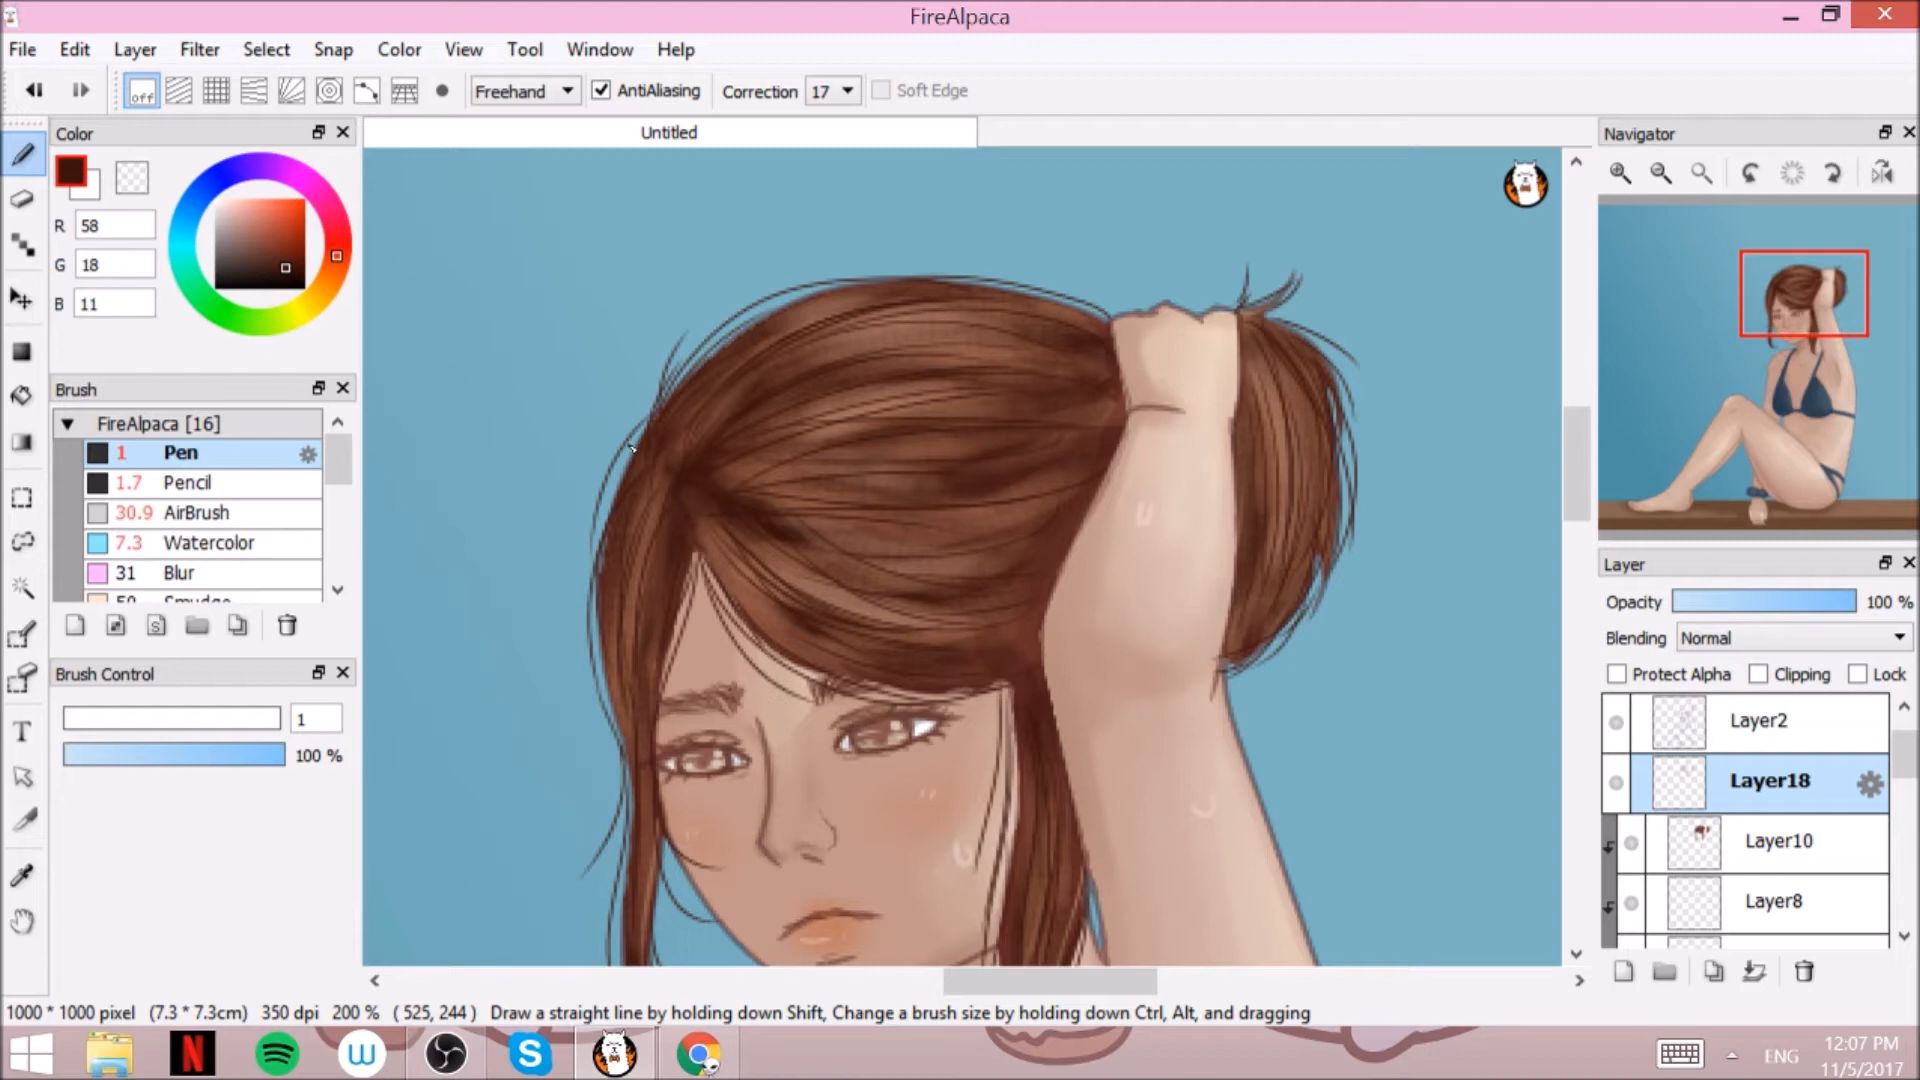 FireAlpaca
File Edit Layer Filter Select Snap Color View Tool Window Help
off Freehand AntiAliasing Correction 17 Soft Edge
Color
R 58
G 18
B 11
Brush
FireAlpaca [16]
1 Pen
1.7 Pencil
30.9 AirBrush
7.3 Watercolor
31 Blur
50 Smudge
Brush Control
1
100 %
T
Untitled
Navigator
Layer
Opacity 100 %
Blending Normal
Protect Alpha Clipping Lock
Layer2
Layer18
Layer10
Layer8
1000 * 1000 pixel (7.3 * 7.3cm) 350 dpi 200 % ( 525, 244 ) Draw a straight line by holding down Shift, Change a brush size by holding down Ctrl, Alt, and dragging
N W S ENG 12:07 PM
11/5/2017